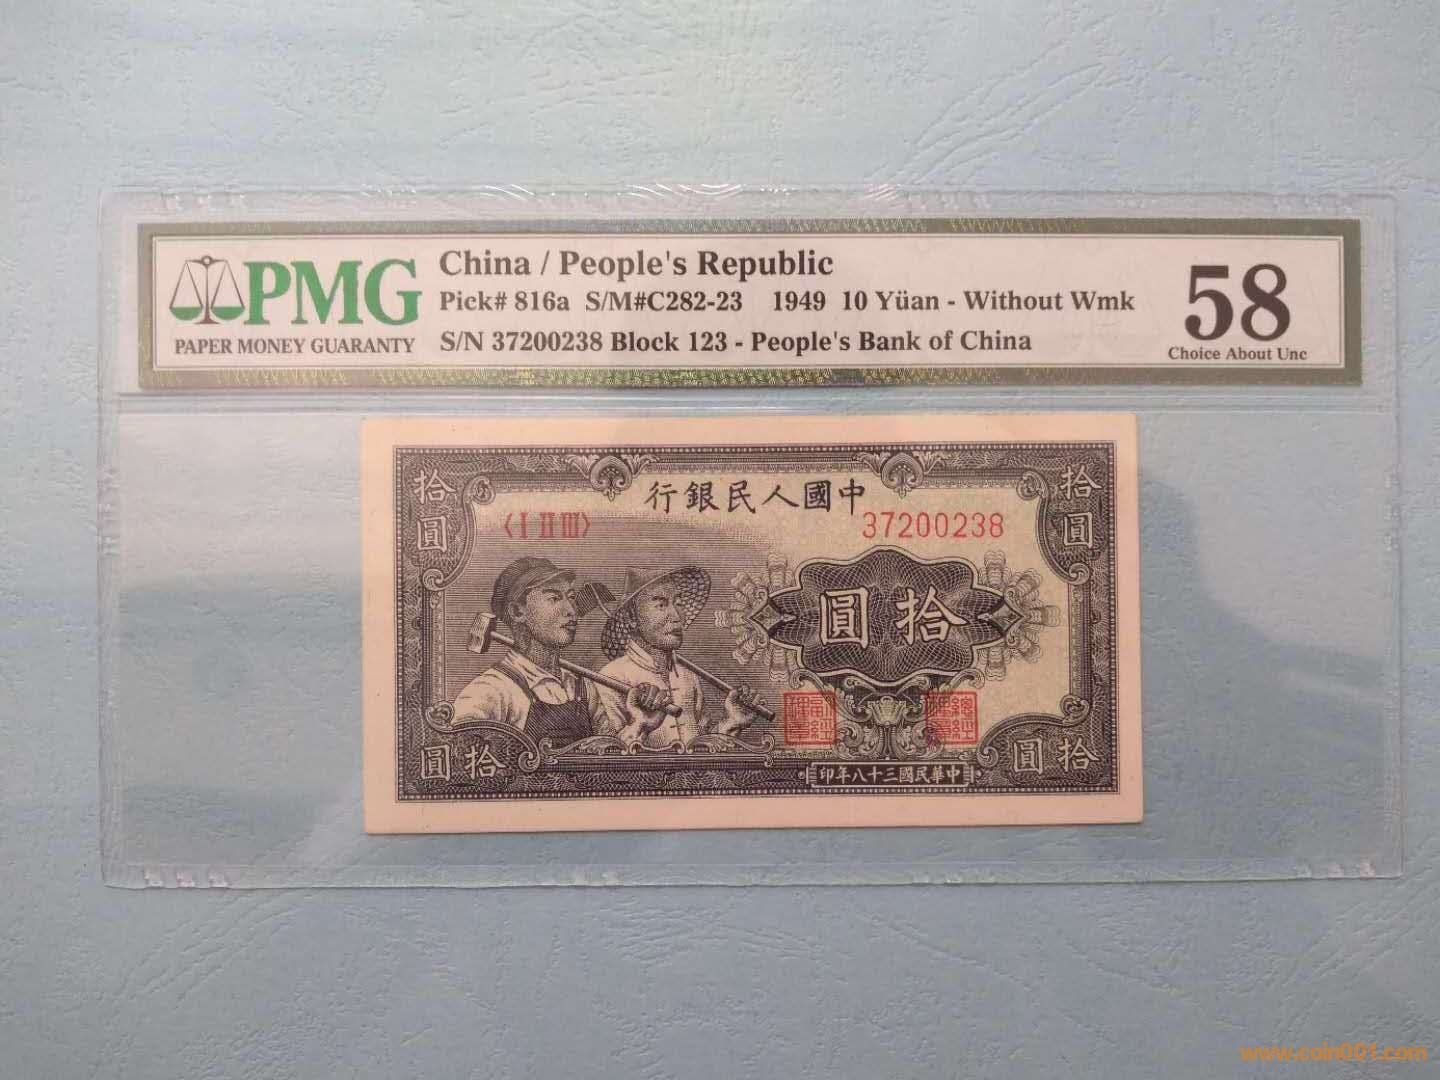 PMG
PAPER MONEY GUARANTY
China / People's Republic
Pick# 816a S/M#C282-23 1949 10 Yüan - Without Wmk
S/N 37200238 Block 123 - People's Bank of China
58
Choice About Unc
行銀民人國中
拾圓
拾圓
〈ⅠⅡⅢ〉
37200238
圓拾
圓拾
圓拾
印年八十三國民華中
www.coin001.com